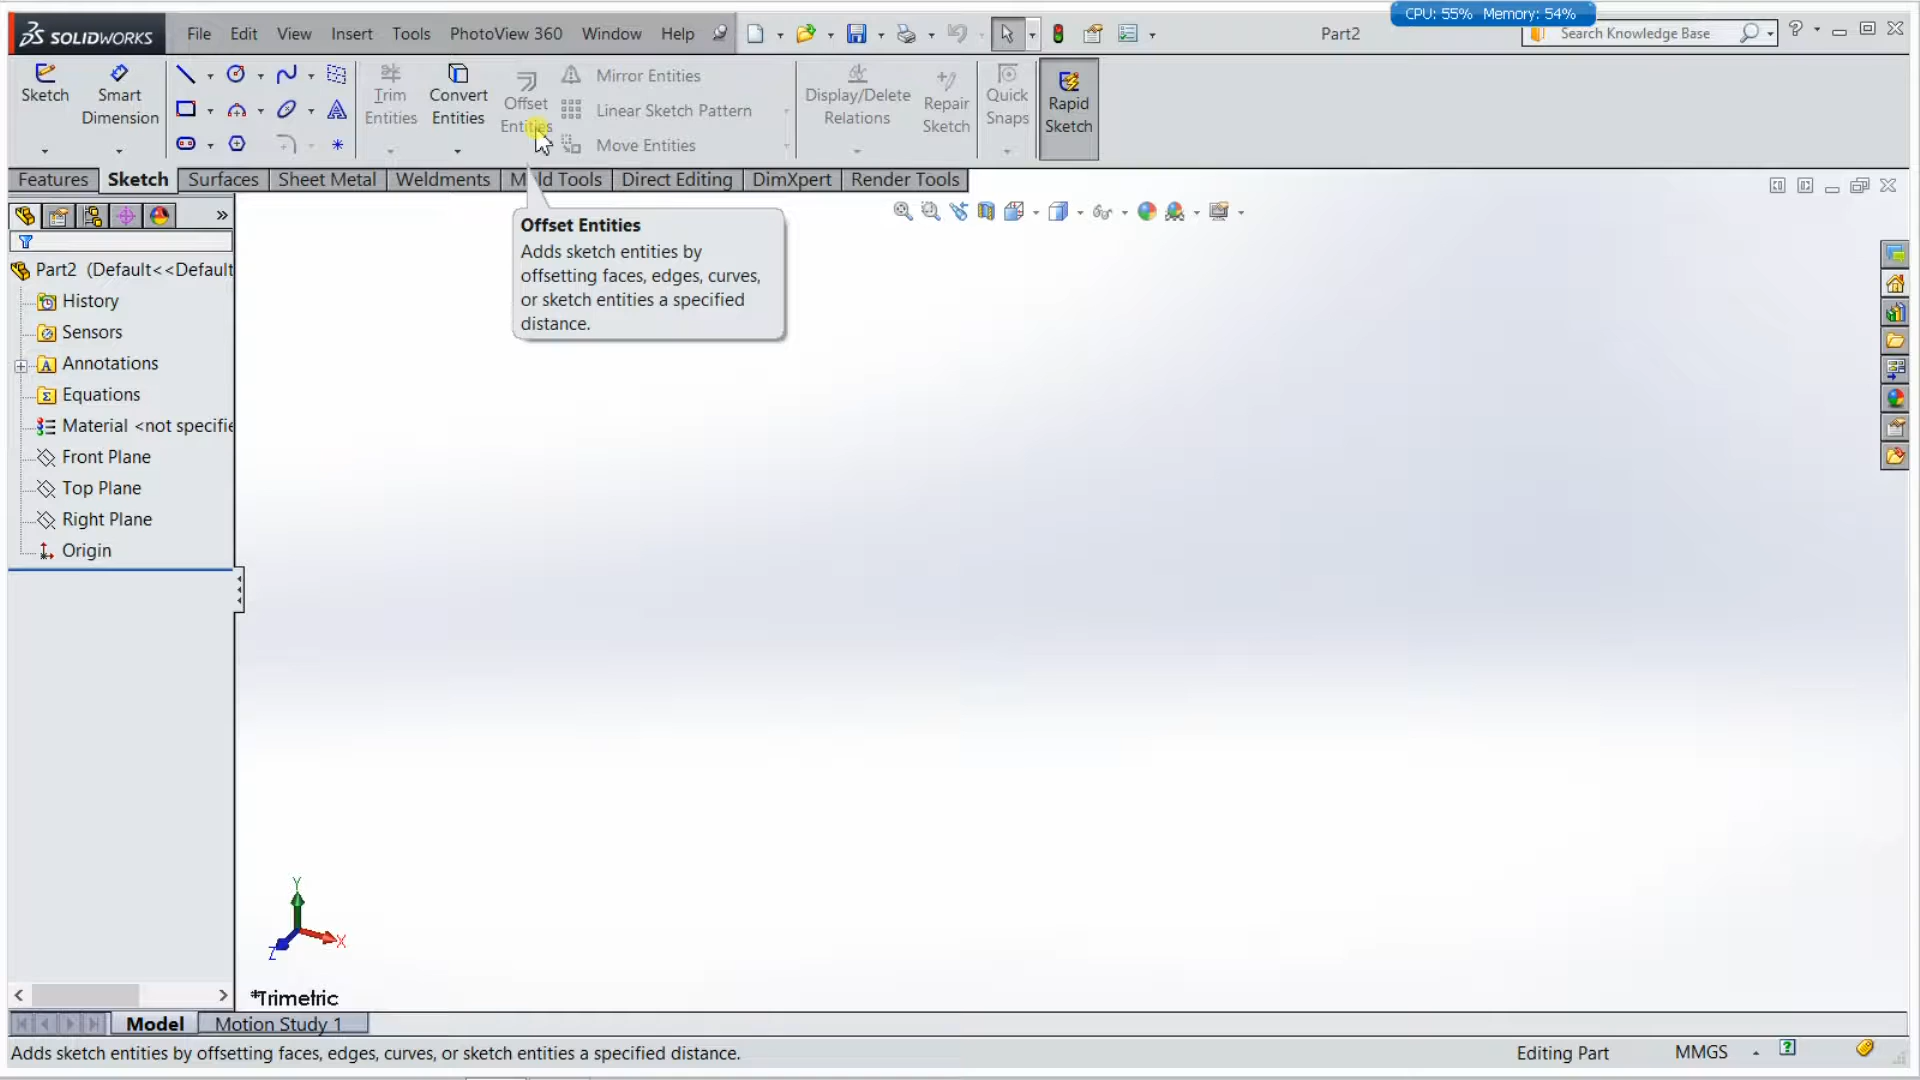 CPU: 55% Memory: 54%
SOLIDWORKS File Edit View Insert Tools PhotoView 360 Window Help Part2 Search Knowledge Base ?
Sketch Smart Dimension Trim Entities Convert Entities Offset Entities Mirror Entities Linear Sketch Pattern Move Entities Display/Delete Relations Repair Sketch Quick Snaps Rapid Sketch
Features Sketch Surfaces Sheet Metal Weldments Mold Tools Direct Editing DimXpert Render Tools
Offset Entities
Adds sketch entities by
offsetting faces, edges, curves,
or sketch entities a specified
distance.
Part2 (Default<<Default
History
Sensors
Annotations
Equations
Material <not specifie
Front Plane
Top Plane
Right Plane
Origin
Y
X
Z
*Trimetric
Model Motion Study 1
Adds sketch entities by offsetting faces, edges, curves, or sketch entities a specified distance. Editing Part MMGS